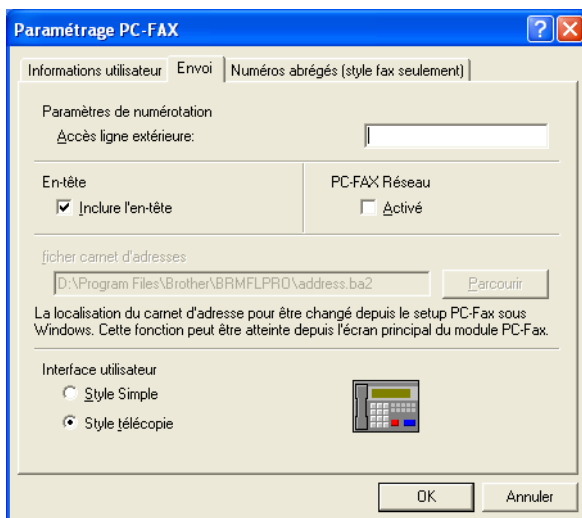 Paramétrage PC-FAX
Informations utilisateur Envoi Numéros abrégés (style fax seulement)
Paramètres de numérotation
Accès ligne extérieure:
En-tête PC-FAX Réseau
Inclure l'en-tête Activé
ficher carnet d'adresses
D:\Program Files\Brother\BRMFLPRO\address.ba2 Parcourir
La localisation du carnet d'adresse pour être changé depuis le setup PC-Fax sous
Windows. Cette fonction peut être atteinte depuis l'écran principal du module PC-Fax.
Interface utilisateur
Style Simple
Style télécopie
OK Annuler